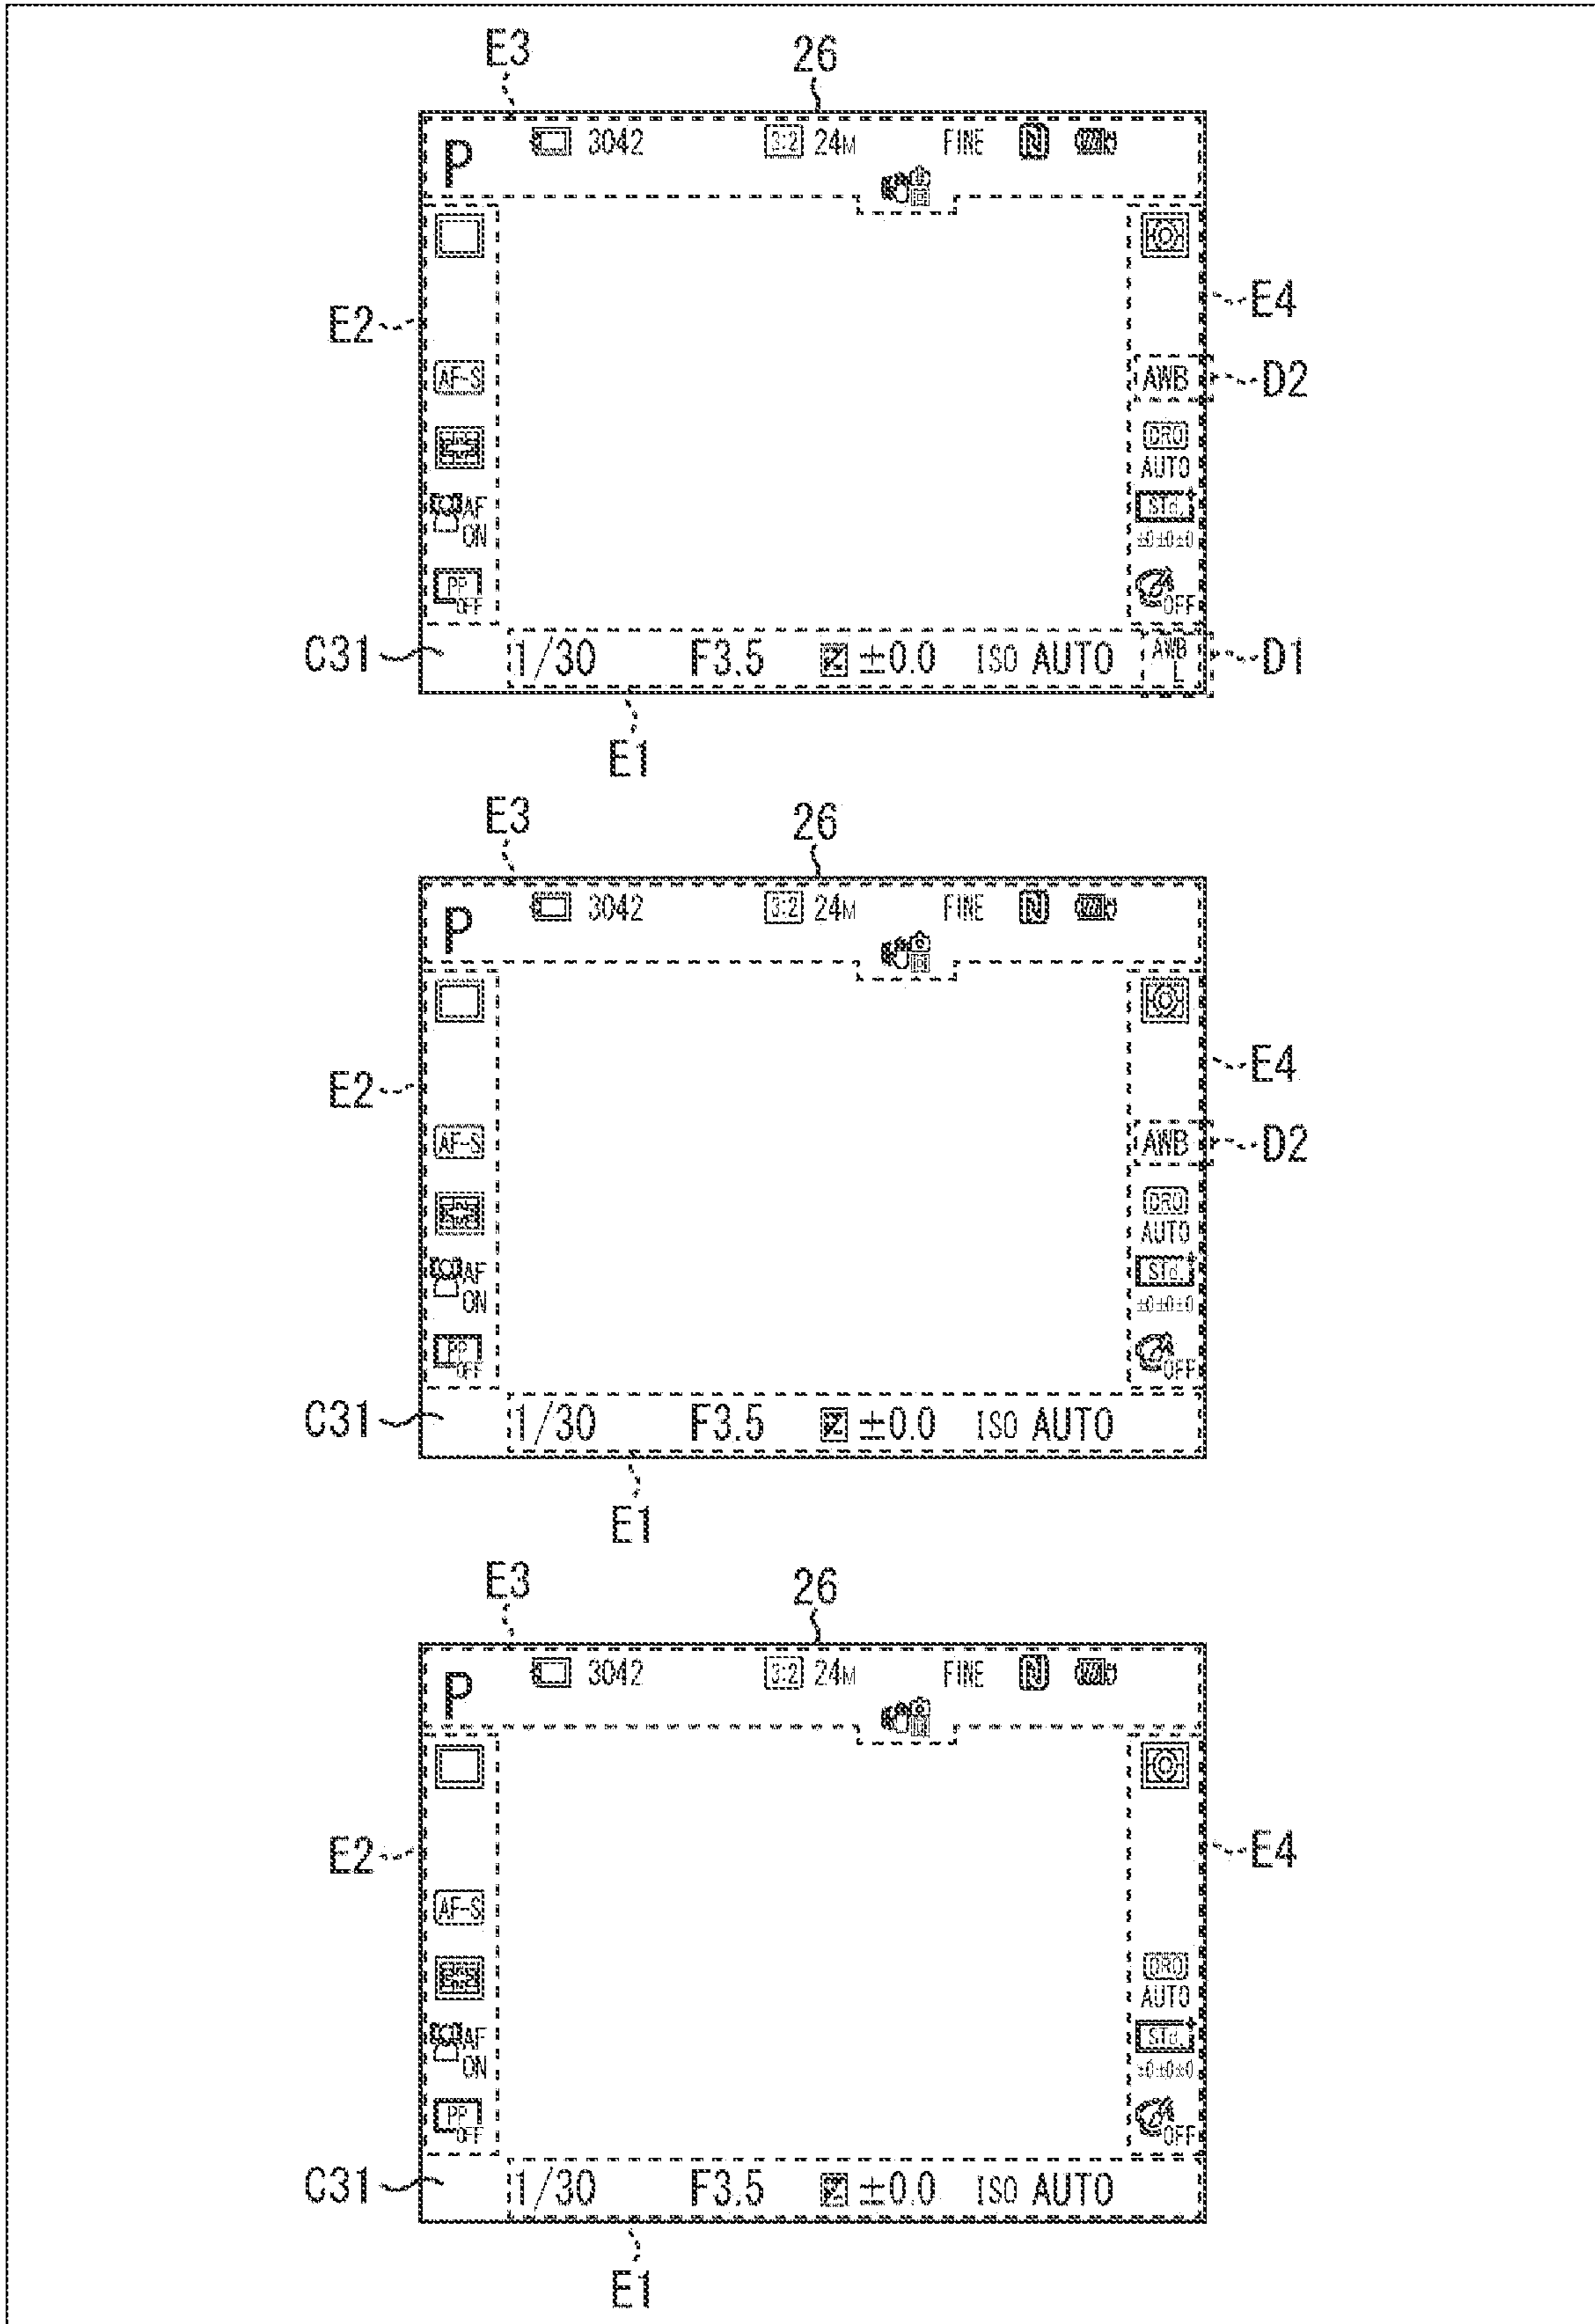 E3 26
P 3042 3:2 24M FINE N
E2 E4
AF-S AWB D2
DRO
AUTO
AF Std.
ON ±0±0±0
PP
OFF OFF
C31 1/30 F3.5 ±0.0 ISO AUTO AWB L D1
E1
E3 26
P 3042 3:2 24M FINE N
E2 E4
AF-S AWB D2
DRO
AUTO
AF Std.
ON ±0±0±0
PP
OFF OFF
C31 1/30 F3.5 ±0.0 ISO AUTO
E1
E3 26
P 3042 3:2 24M FINE N
E2 E4
AF-S
DRO
AUTO
AF Std.
ON ±0±0±0
PP
OFF OFF
C31 1/30 F3.5 ±0.0 ISO AUTO
E1